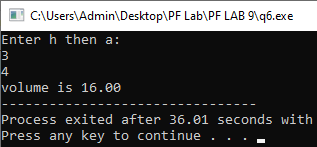 C:\Users\Admin\Desktop\PF Lab\PF LAB 9\q6.exe
Enter h then a:
3
4
volume is 16.00
--------------------------------
Process exited after 36.01 seconds with
Press any key to continue . . .